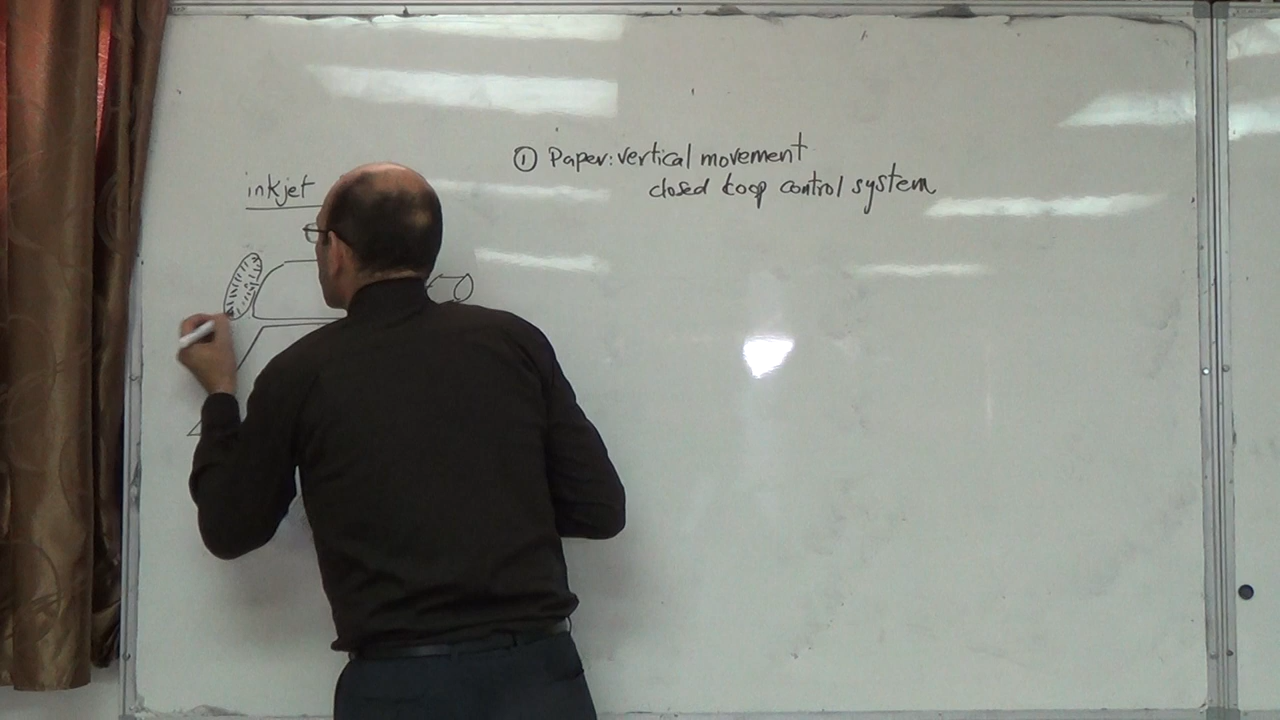 ① Paper: vertical movement
closed loop control system
inkjet